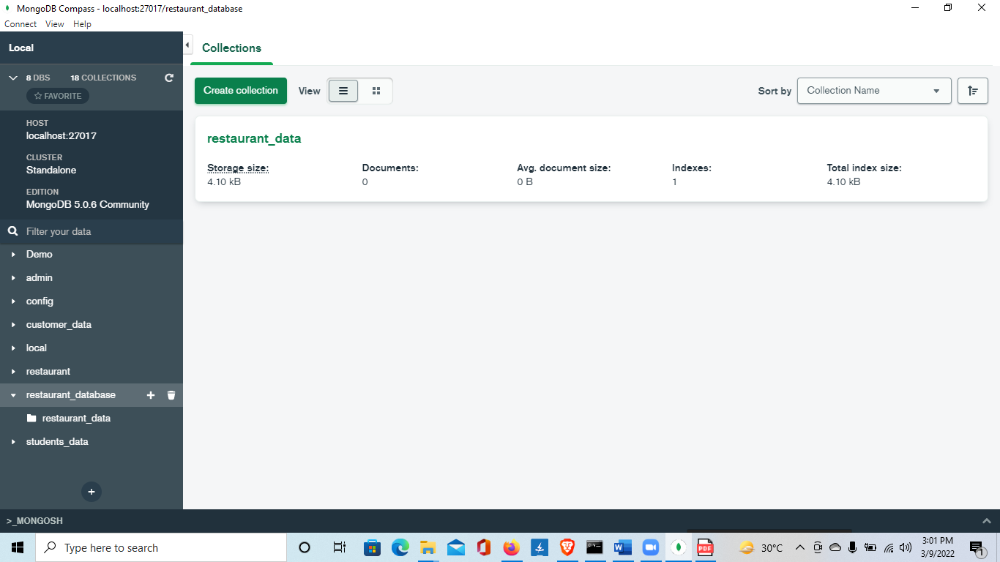 MongoDB Compass - localhost:27017/restaurant_database
Connect View Help
Local
Collections
8 DBS 18 COLLECTIONS
FAVORITE
Create collection View Sort by Collection Name
HOST
localhost:27017
CLUSTER
Standalone
EDITION
MongoDB 5.0.6 Community
restaurant_data
Storage size: Documents: Avg. document size: Indexes: Total index size:
4.10 kB 0 0 B 1 4.10 kB
Filter your data
Demo
admin
config
customer_data
local
restaurant
restaurant_database
restaurant_data
students_data
>_MONGOSH
Type here to search
PDF
30°C
3:01 PM
3/9/2022
1